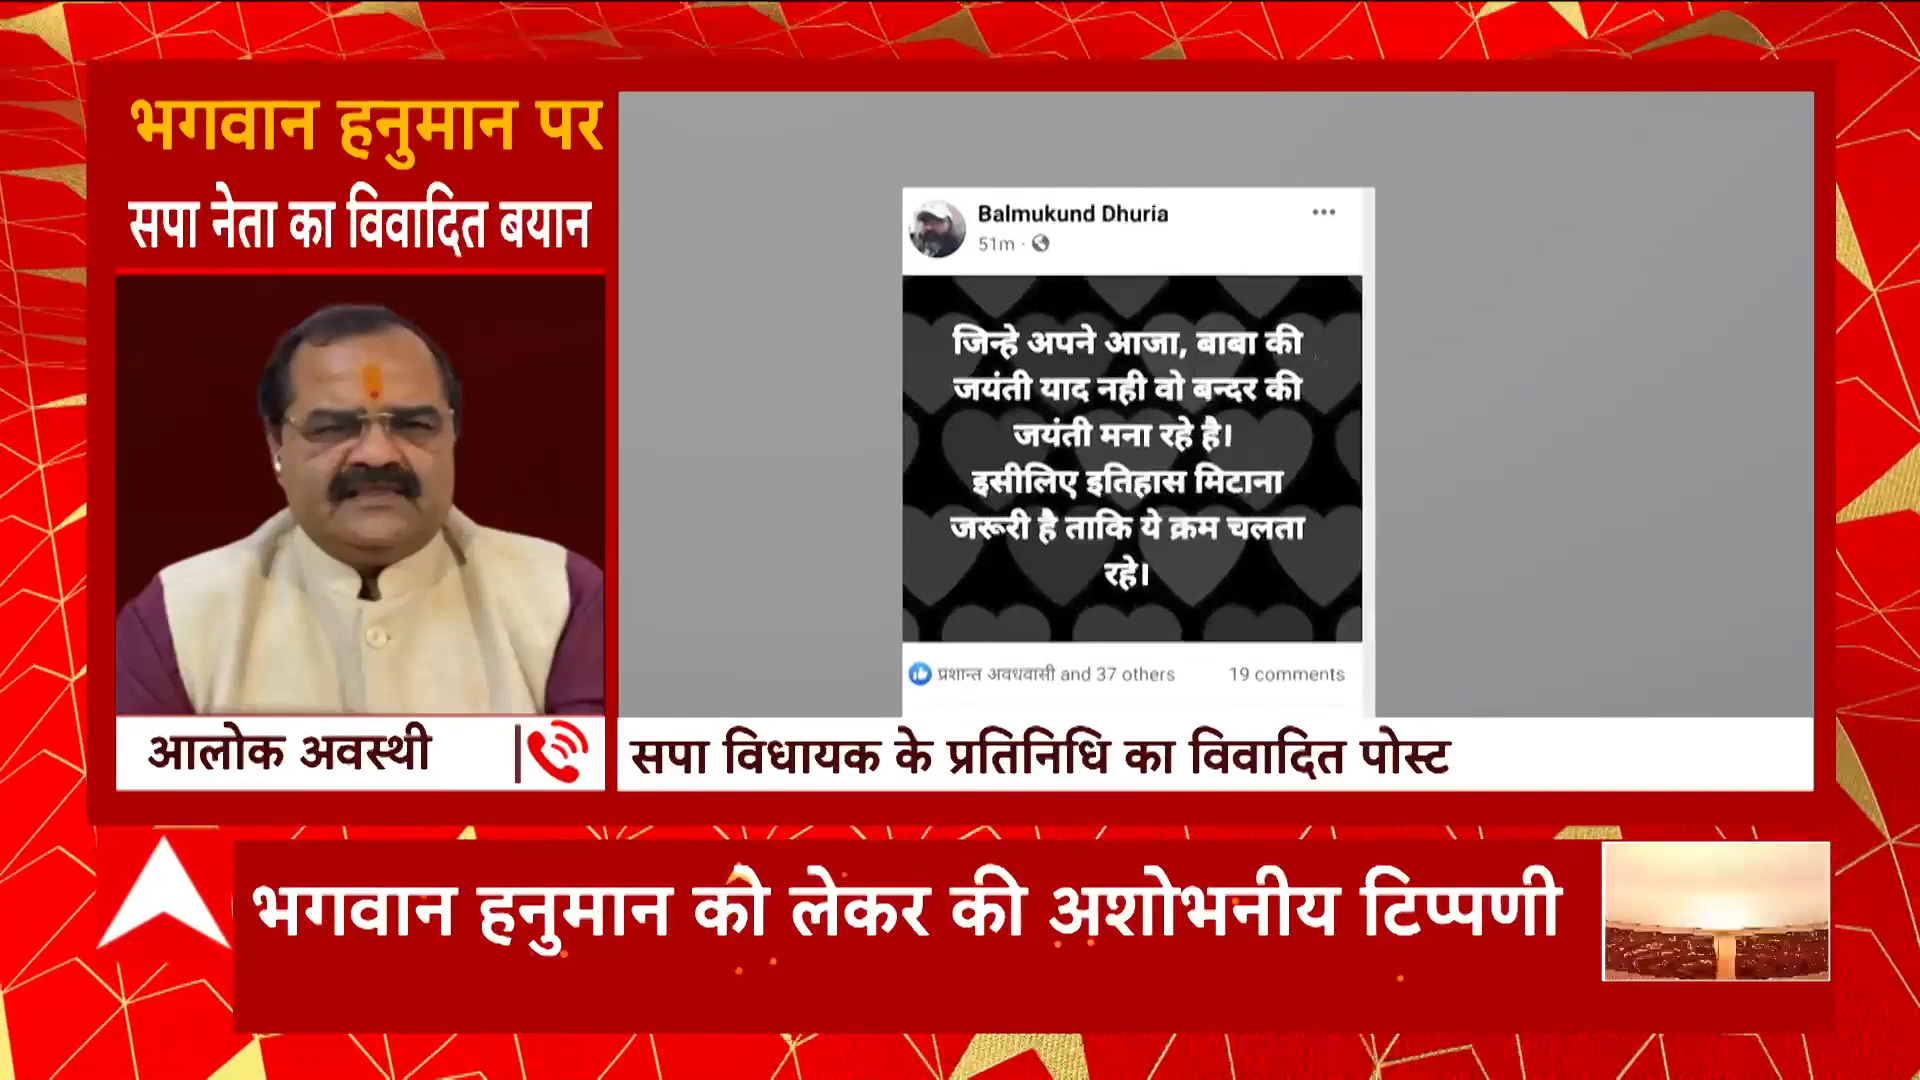 भगवान हनुमान पर
सपा नेता का विवादित बयान
Balmukund Dhuria
51m
जिन्हे अपने आजा, बाबा की
जयंती याद नही वो बन्दर की
जयंती मना रहे है।
इसीलिए इतिहास मिटाना
जरूरी है ताकि ये क्रम चलता
रहे।
प्रशान्त अवधवासी and 37 others
19 comments
आलोक अवस्थी
सपा विधायक के प्रतिनिधि का विवादित पोस्ट
भगवान हनुमान को लेकर की अशोभनीय टिप्पणी